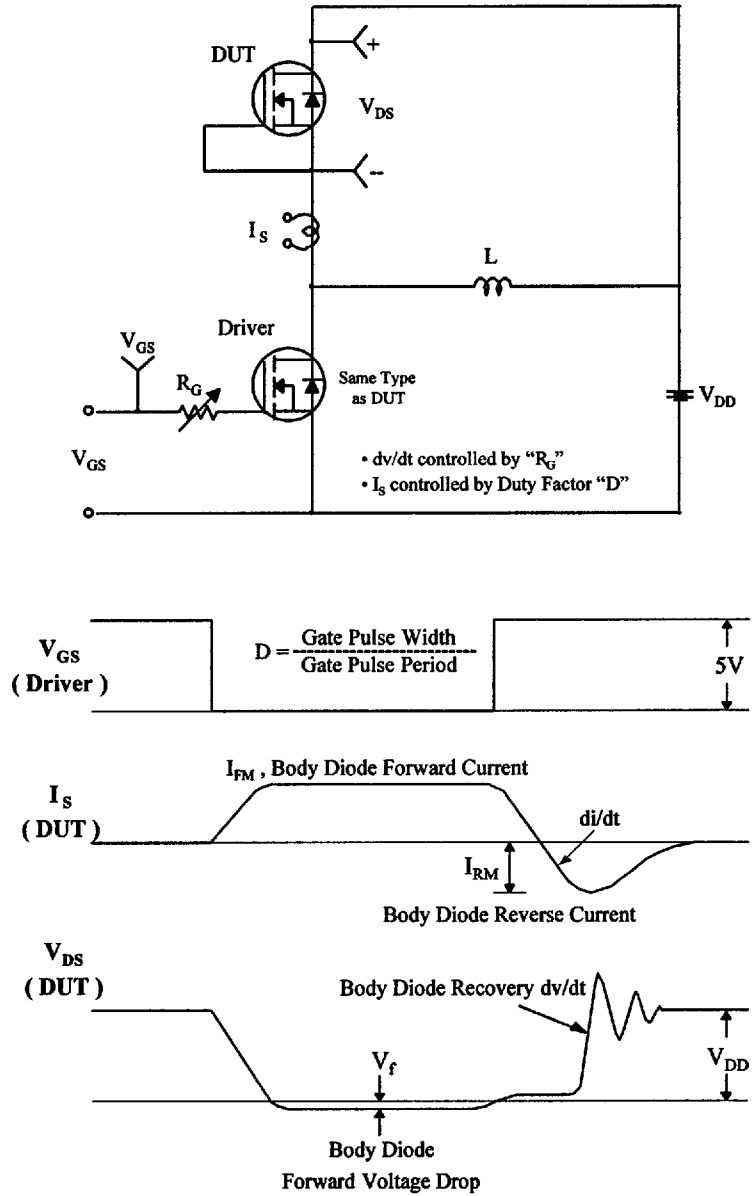 DUT
+
V_DS
--
I_S
L
Driver
V_GS
R_G
Same Type
as DUT
V_DD
V_GS
• dv/dt controlled by “R_G”
• I_S controlled by Duty Factor “D”
V_GS
( Driver )
D = Gate Pulse Width
Gate Pulse Period
5V
I_FM , Body Diode Forward Current
I_S
( DUT )
di/dt
I_RM
Body Diode Reverse Current
V_DS
( DUT )
Body Diode Recovery dv/dt
V_f
V_DD
Body Diode
Forward Voltage Drop